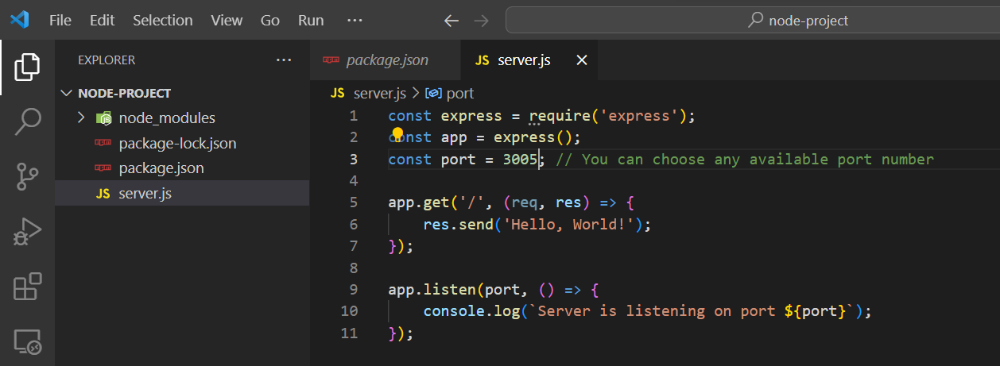 File Edit Selection View Go Run ··· node-project
EXPLORER ···
NODE-PROJECT
node_modules
package-lock.json
package.json
JS server.js
package.json JS server.js
JS server.js > port
1 const express = require('express');
2 const app = express();
3 const port = 3005; // You can choose any available port number
4
5 app.get('/', (req, res) => {
6 res.send('Hello, World!');
7 });
8
9 app.listen(port, () => {
10 console.log(`Server is listening on port ${port}`);
11 });